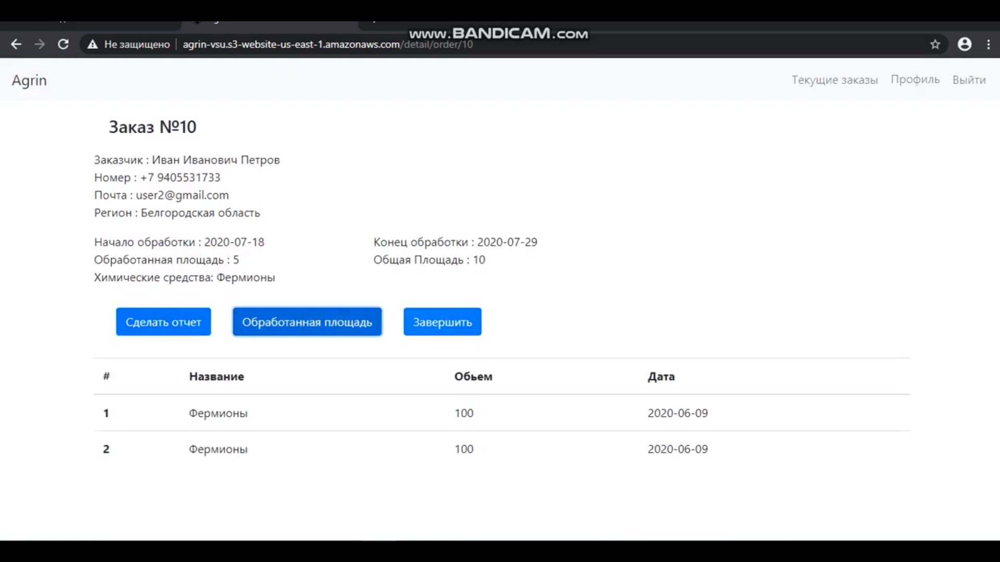 www.BANDICAM.com
Не защищено agrin-vsu.s3-website-us-east-1.amazonaws.com/detail/order/10
Agrin Текущие заказы Профиль Выйти
Заказ №10
Заказчик : Иван Иванович Петров
Номер : +7 9405531733
Почта : user2@gmail.com
Регион : Белгородская область
Начало обработки : 2020-07-18 Конец обработки : 2020-07-29
Обработанная площадь : 5 Общая Площадь : 10
Химические средства: Фермионы
Сделать отчет Обработанная площадь Завершить
# Название Обьем Дата
1 Фермионы 100 2020-06-09
2 Фермионы 100 2020-06-09